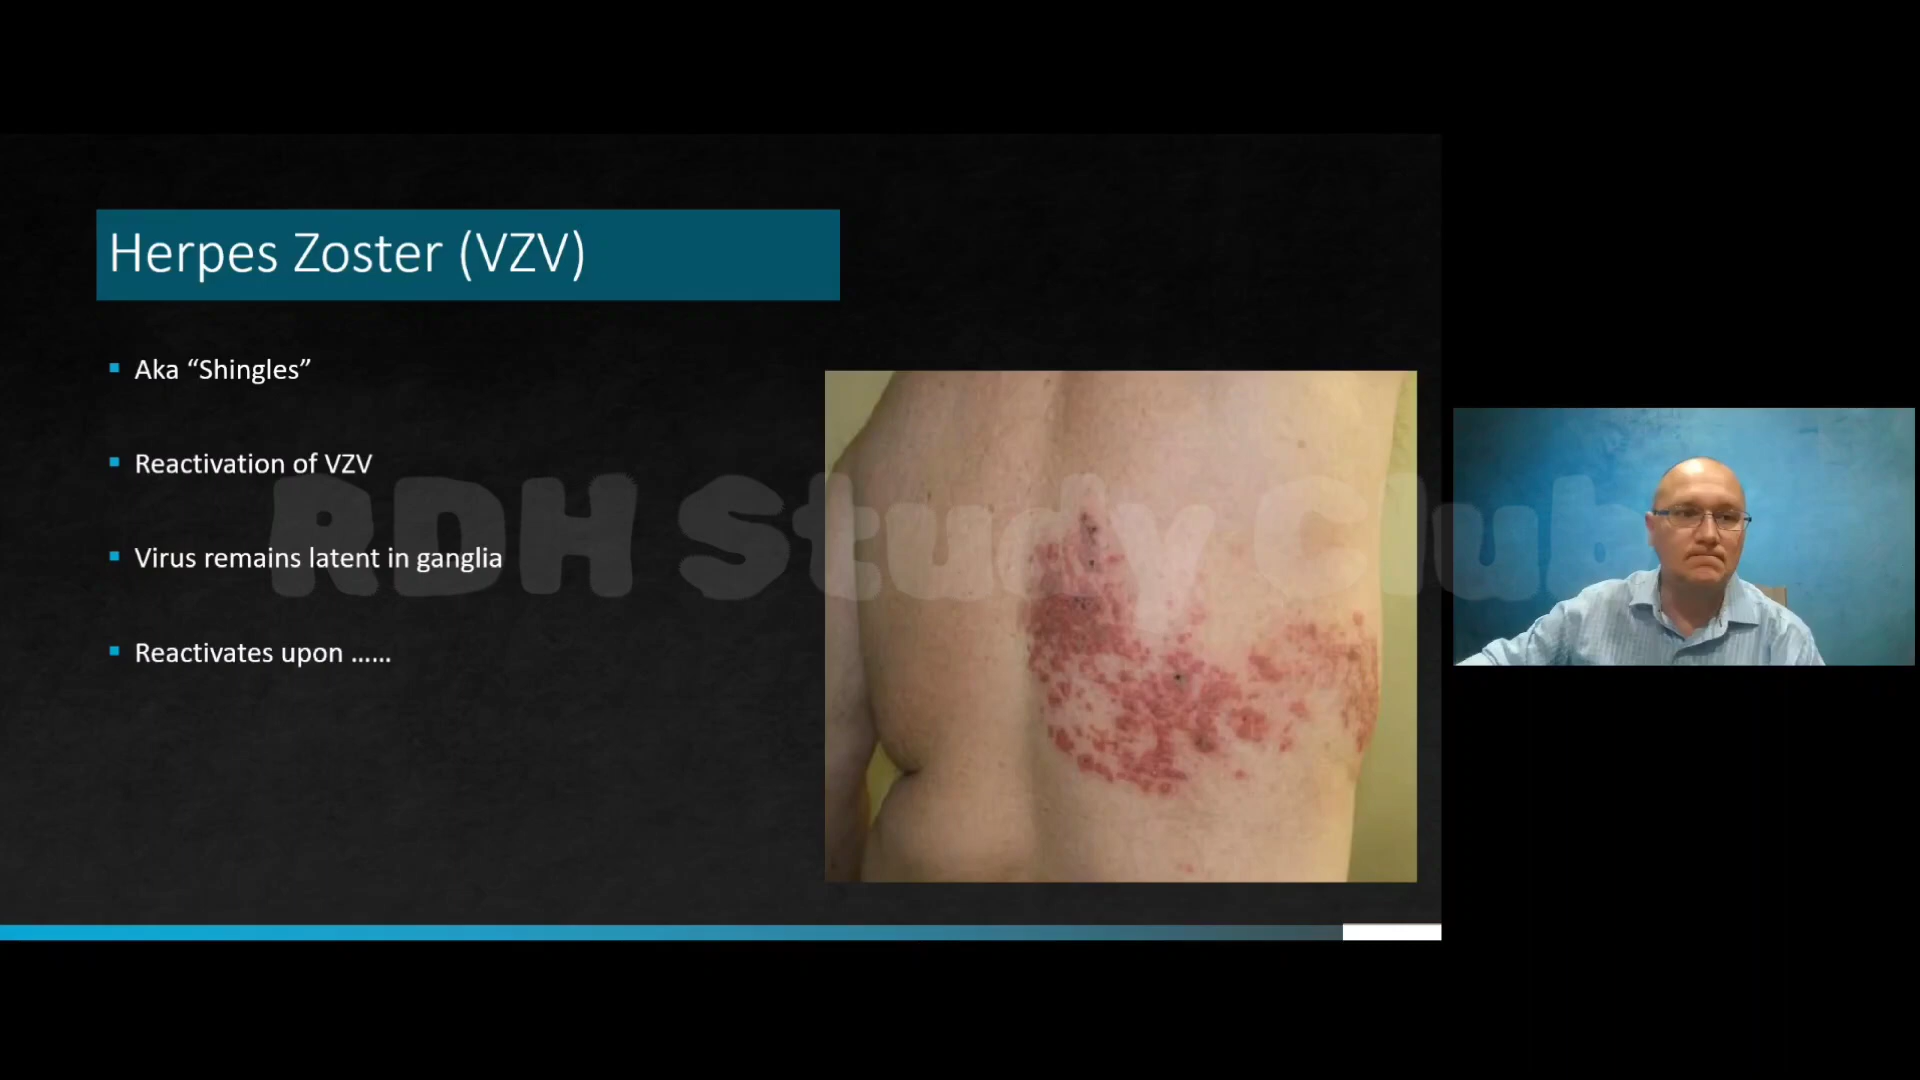 Herpes Zoster (VZV)
Aka “Shingles”
Reactivation of VZV
RDH Study Club
Virus remains latent in ganglia
Reactivates upon ......